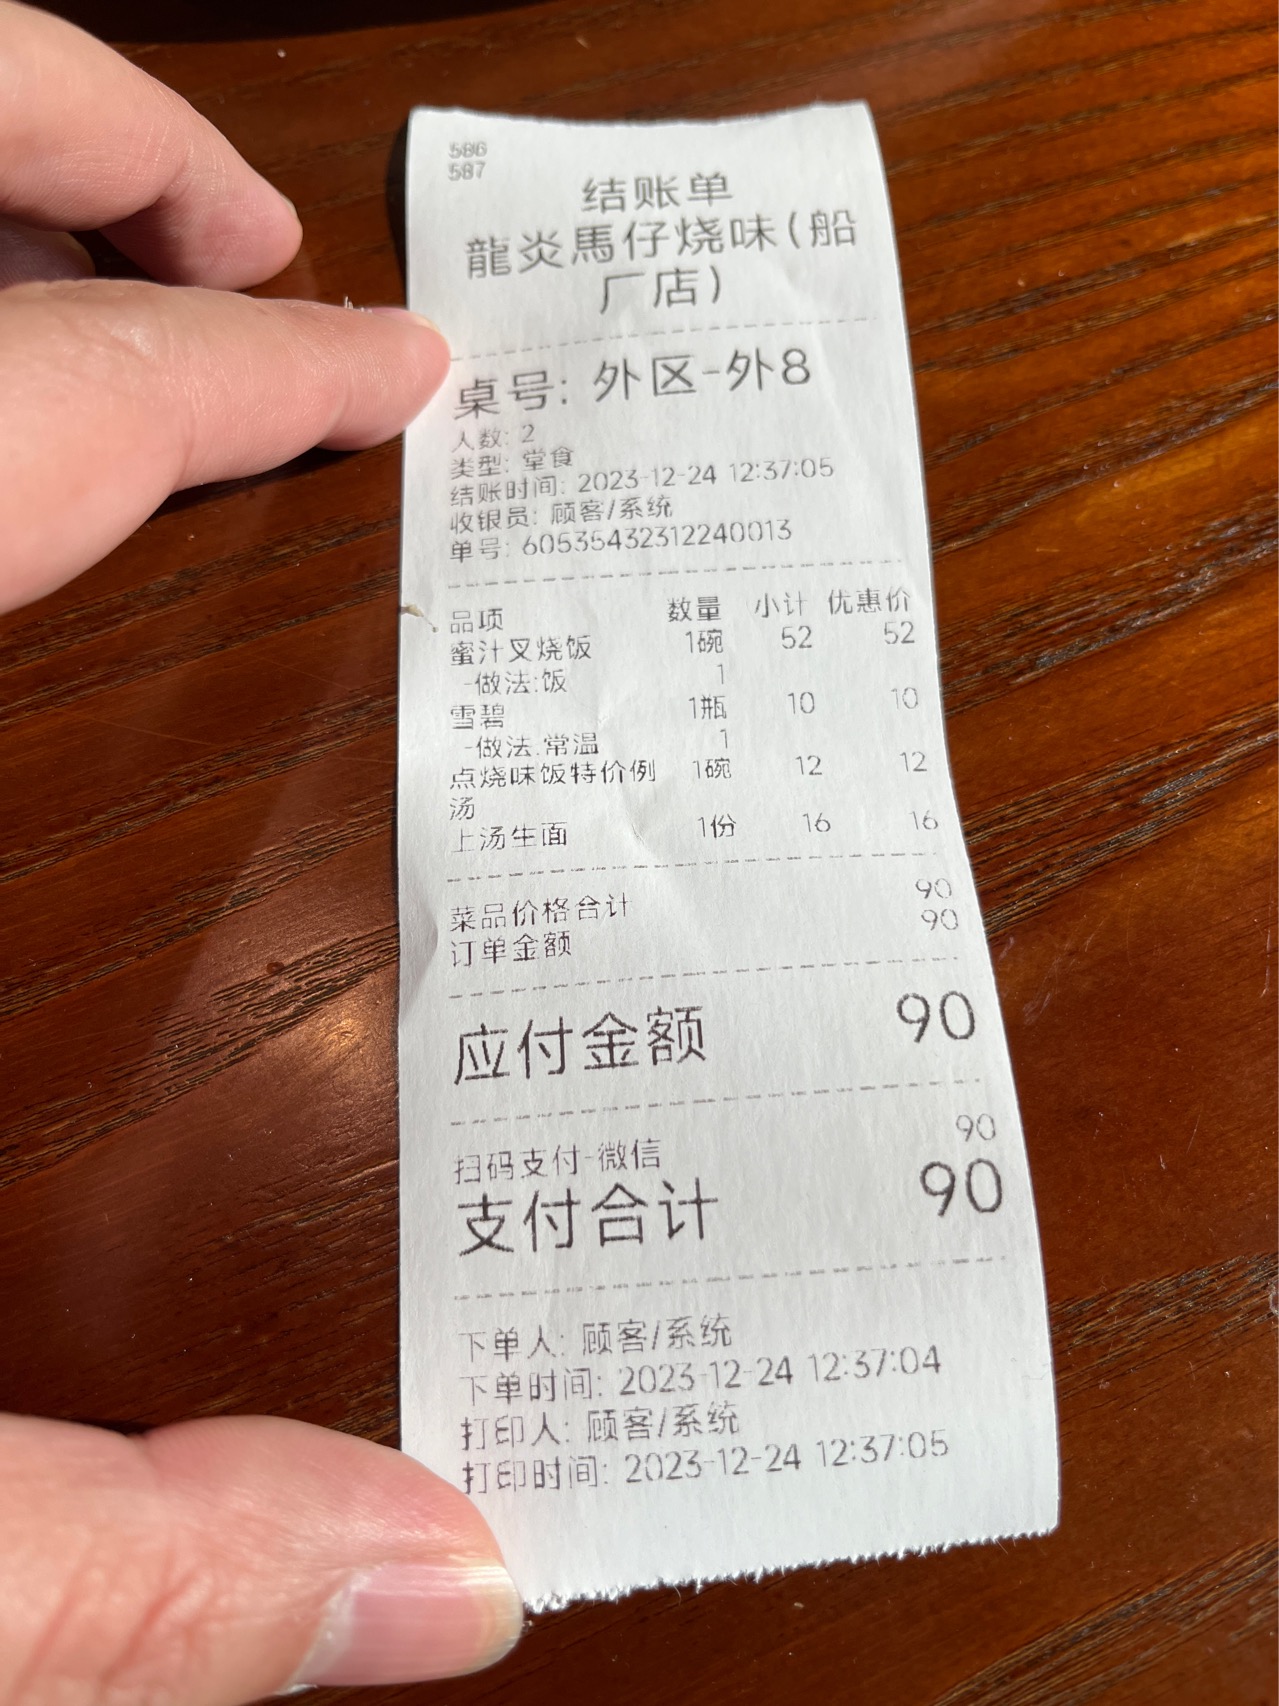 586
587
结账单
龍炎馬仔烧味(船
厂店)
桌号: 外区-外8
人数: 2
类型: 堂食
结账时间: 2023-12-24 12:37:05
收银员: 顾客/系统
单号: 605354432312240013
品项 数量 小计 优惠价
蜜汁叉烧饭 1碗 52 52
-做法:饭 1
雪碧 1瓶 10 10
-做法:常温 1
点烧味饭特价例 1碗 12 12
汤
上汤生面 1份 16 16
菜品价格合计 90
订单金额 90
应付金额 90
扫码支付-微信 90
支付合计 90
下单人: 顾客/系统
下单时间: 2023-12-24 12:37:04
打印人: 顾客/系统
打印时间: 2023-12-24 12:37:05